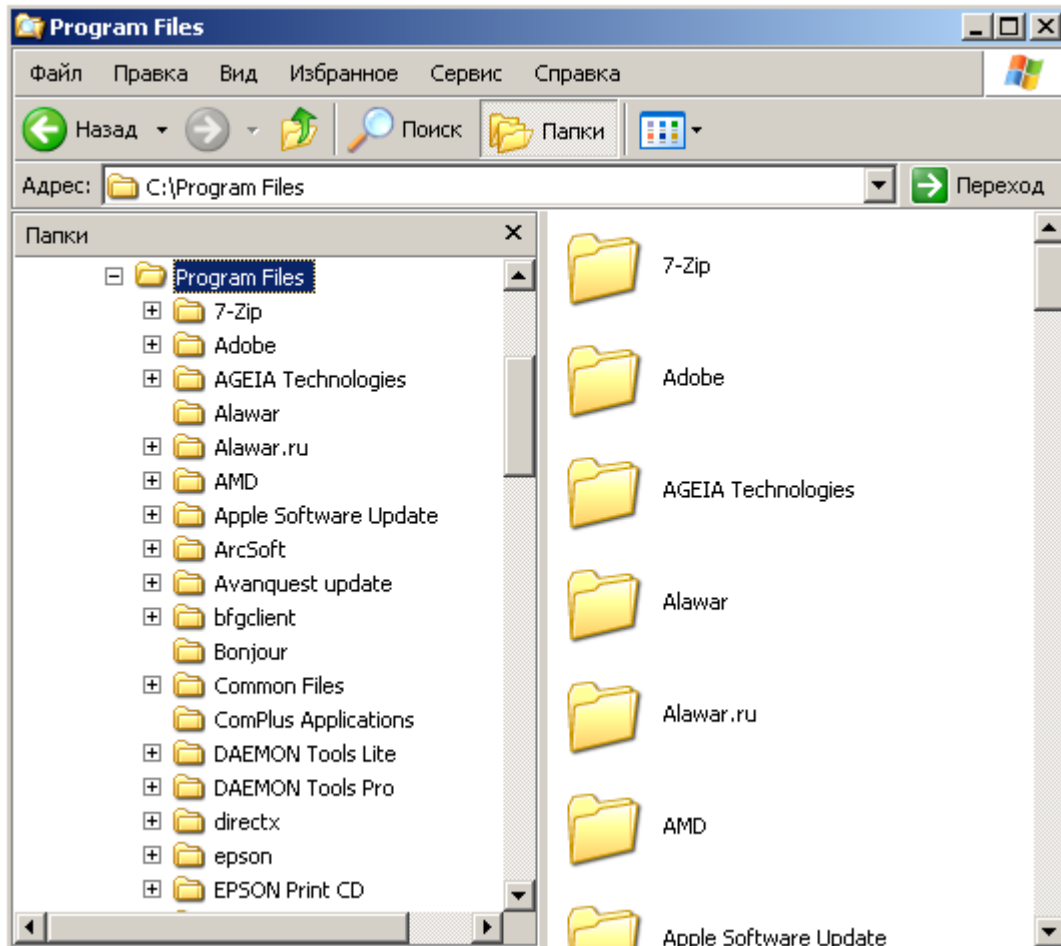 Program Files
Файл Правка Вид Избранное Сервис Справка
Назад Поиск Папки
Адрес: C:\Program Files Переход
Папки
Program Files
7-Zip
Adobe
AGEIA Technologies
Alawar
Alawar.ru
AMD
Apple Software Update
ArcSoft
Avanquest update
bfgclient
Bonjour
Common Files
ComPlus Applications
DAEMON Tools Lite
DAEMON Tools Pro
directx
epson
EPSON Print CD
7-Zip
Adobe
AGEIA Technologies
Alawar
Alawar.ru
AMD
Apple Software Update